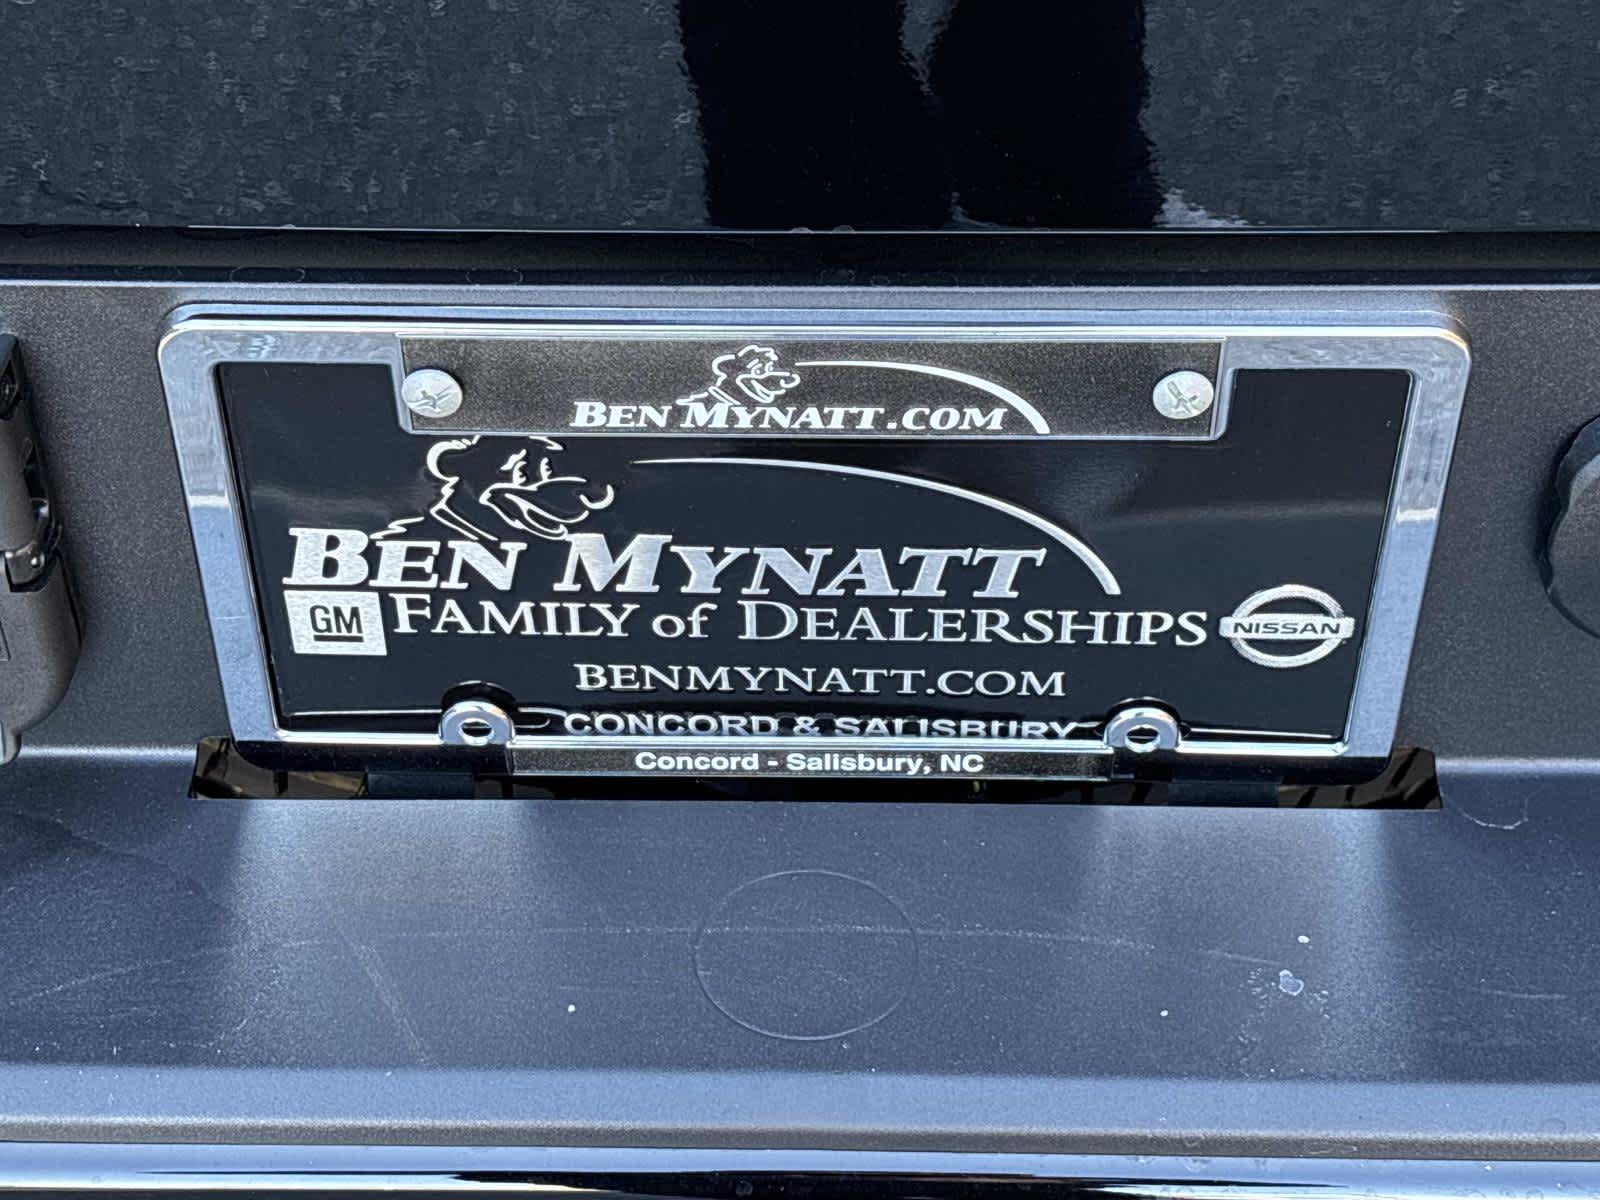 BEN MYNATT.COM
BEN MYNATT
GM FAMILY of DEALERSHIPS NISSAN
BENMYNATT.COM
CONCORD & SALISBURY
Concord - Salisbury, NC